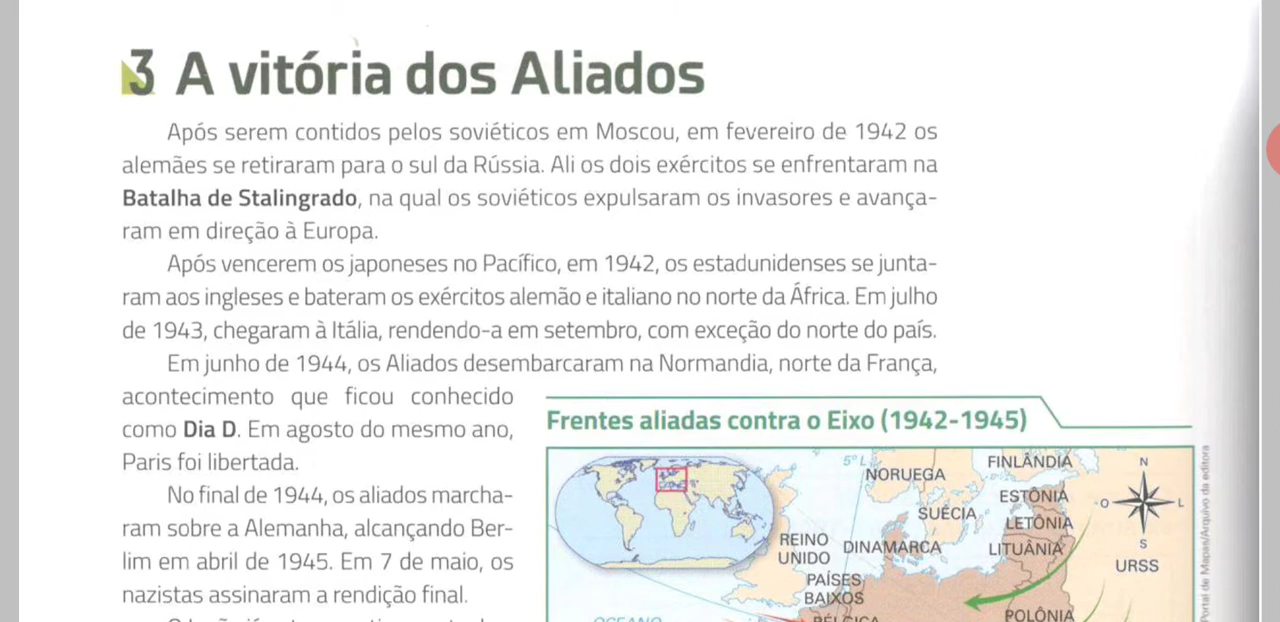 3 A vitória dos Aliados
Após serem contidos pelos soviéticos em Moscou, em fevereiro de 1942 os
alemães se retiraram para o sul da Rússia. Ali os dois exércitos se enfrentaram na
Batalha de Stalingrado, na qual os soviéticos expulsaram os invasores e avança-
ram em direção à Europa.
Após vencerem os japoneses no Pacífico, em 1942, os estadunidenses se junta-
ram aos ingleses e bateram os exércitos alemão e italiano no norte da África. Em julho
de 1943, chegaram à Itália, rendendo-a em setembro, com exceção do norte do país.
Em junho de 1944, os Aliados desembarcaram na Normandia, norte da França,
acontecimento que ficou conhecido
como Dia D. Em agosto do mesmo ano,
Paris foi libertada.
No final de 1944, os aliados marcha-
ram sobre a Alemanha, alcançando Ber-
lim em abril de 1945. Em 7 de maio, os
nazistas assinaram a rendição final.
Frentes aliadas contra o Eixo (1942-1945)
5° L
NORUEGA
FINLÂNDIA
SUÉCIA
ESTÔNIA
LETÔNIA
LITUÂNIA
REINO
UNIDO
DINAMARCA
PAÍSES
BAIXOS
BÉLGICA
POLÔNIA
OCEANO
N
O
L
S
URSS
Portal de Mapas/Arquivo da editora